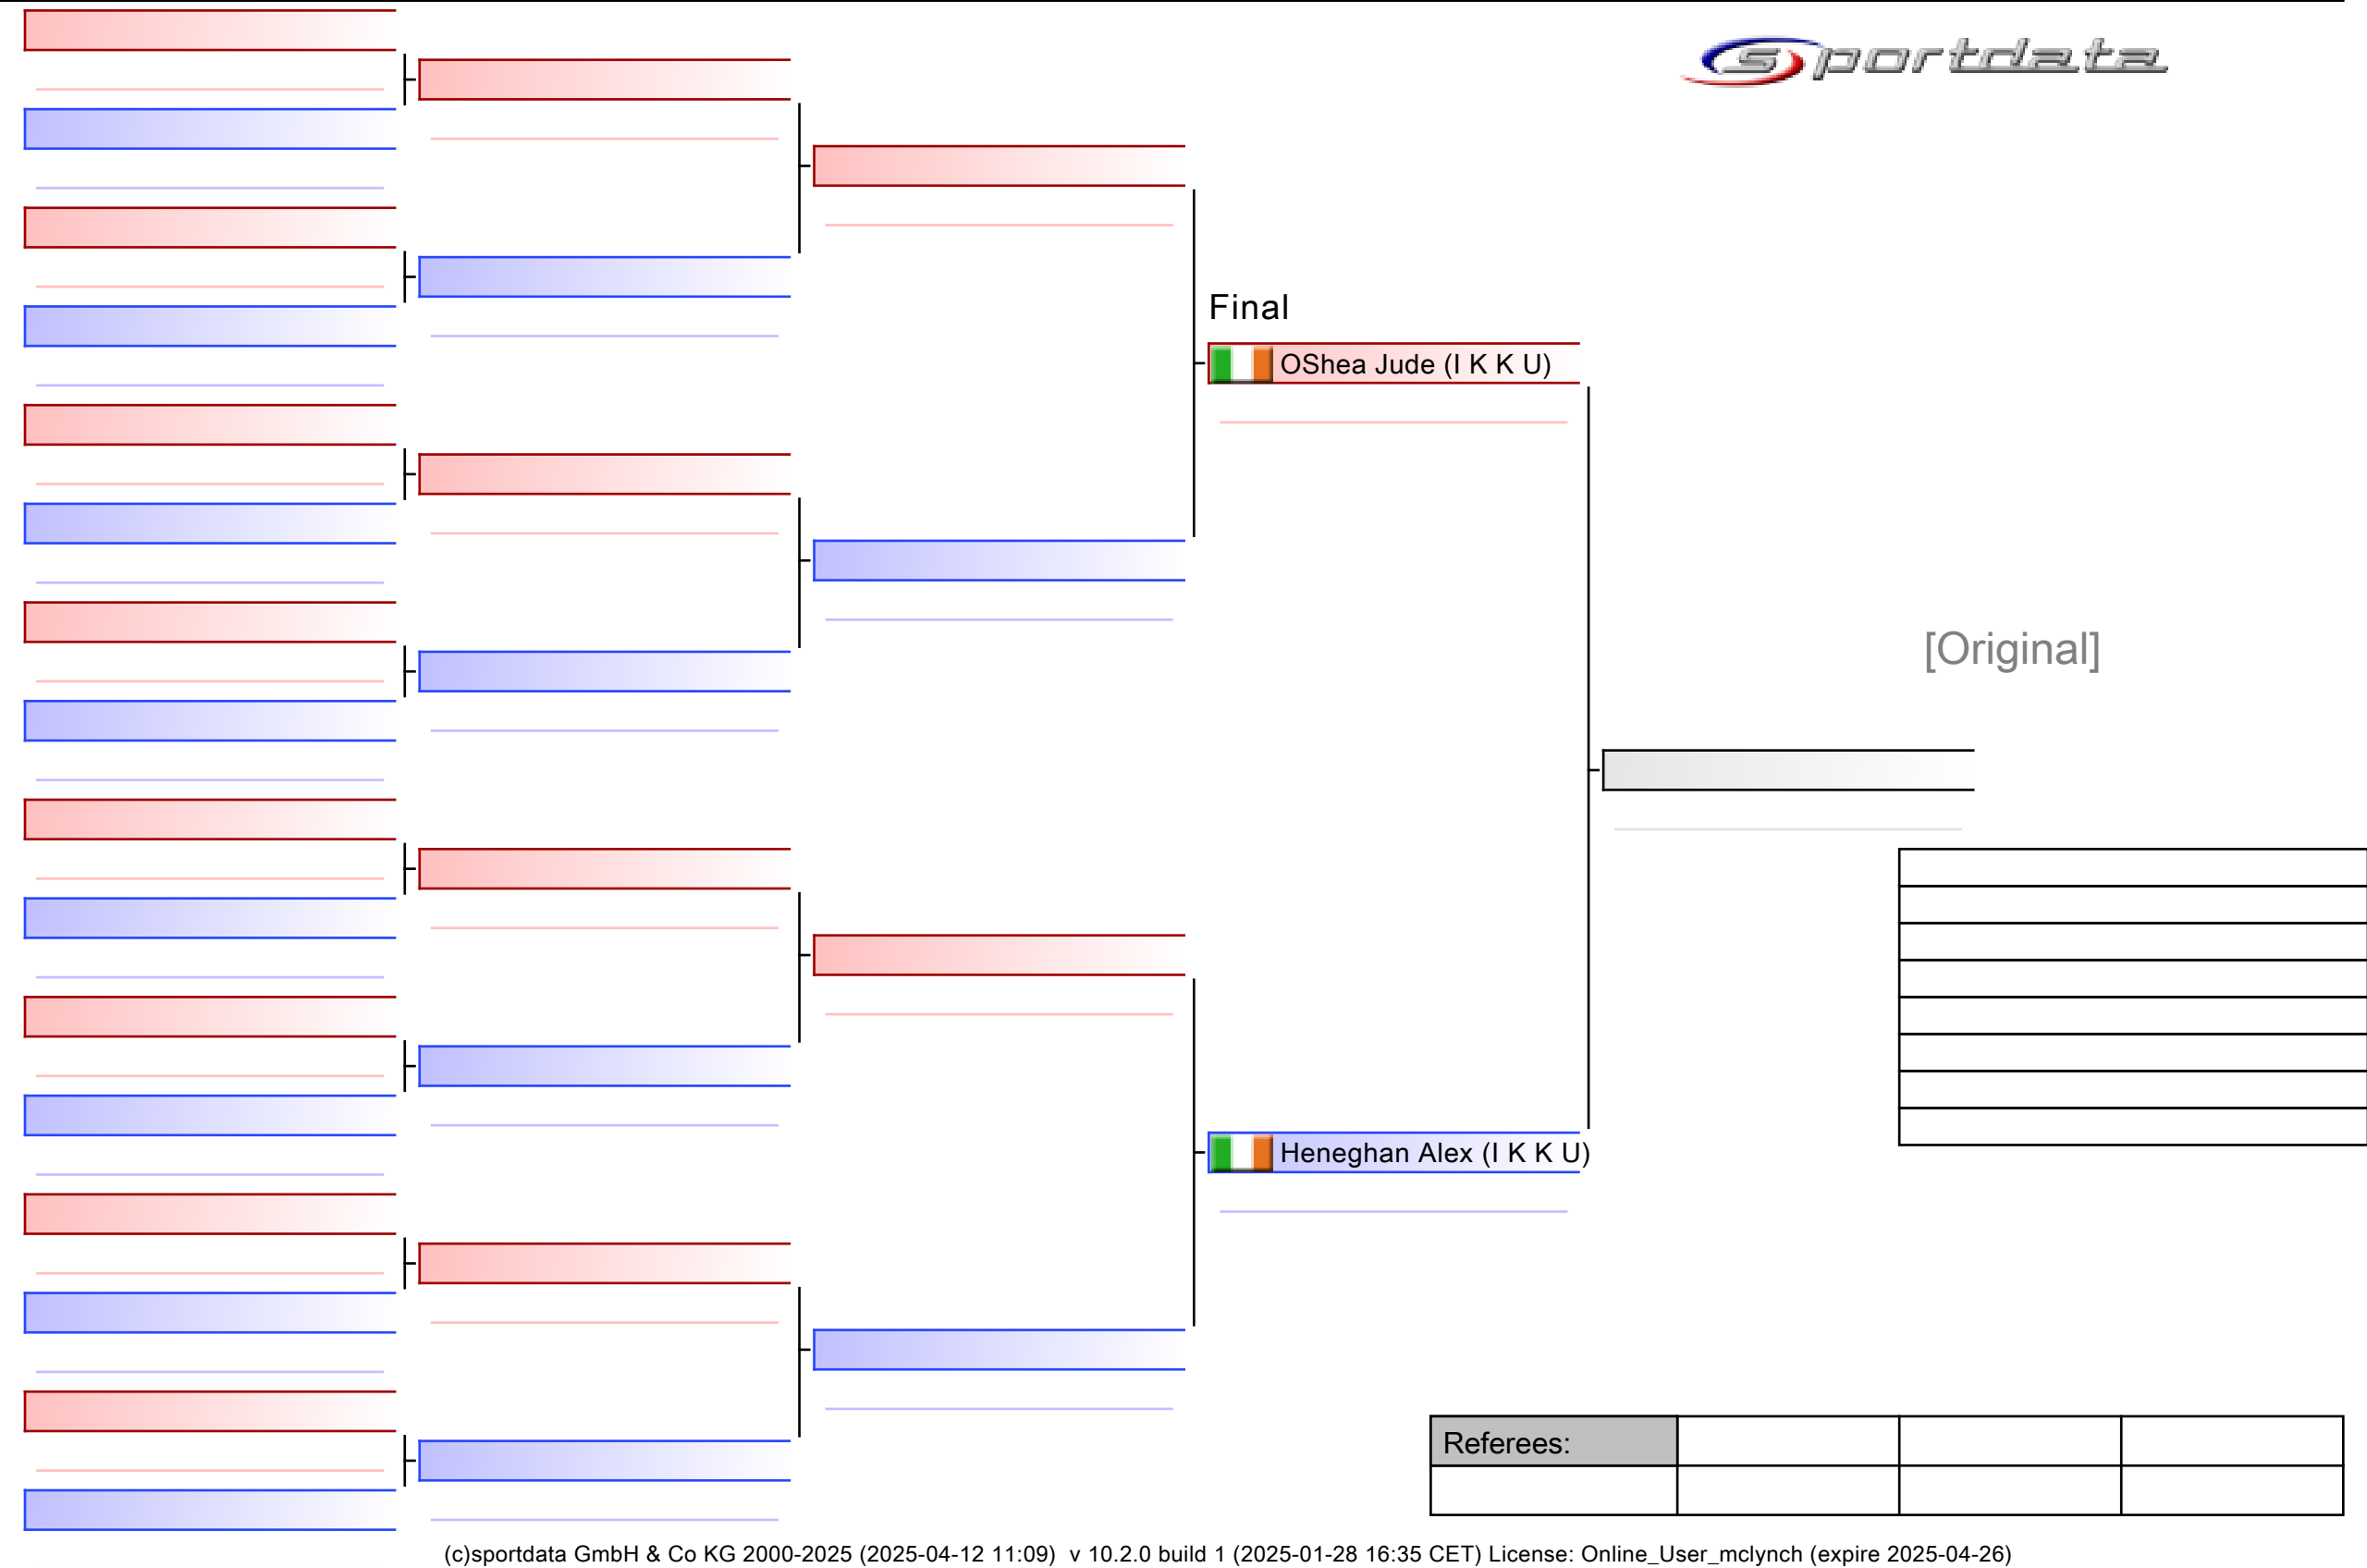 sportdata
Final
OShea Jude (I K K U)
[Original]
Heneghan Alex (I K K U)
Referees:
(c)sportdata GmbH & Co KG 2000-2025 (2025-04-12 11:09)  v 10.2.0 build 1 (2025-01-28 16:35 CET) License: Online_User_mclynch (expire 2025-04-26)